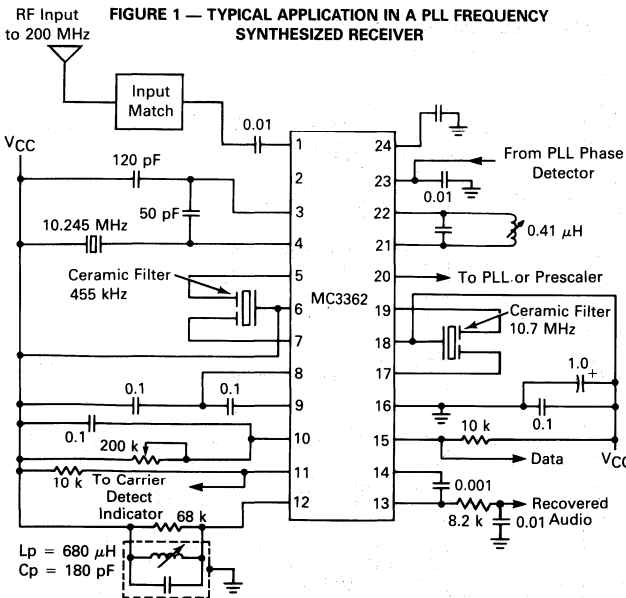 RF Input
to 200 MHz
FIGURE 1 — TYPICAL APPLICATION IN A PLL FREQUENCY
SYNTHESIZED RECEIVER
Input
Match
0.01
1
24
VCC
120 pF
2
23
From PLL Phase
Detector
0.01
50 pF
3
22
10.245 MHz
4
21
0.41 μH
5
20
To PLL or Prescaler
Ceramic Filter
455 kHz
MC3362
6
19
Ceramic Filter
10.7 MHz
7
18
8
17
0.1
0.1
9
16
1.0
+
0.1
0.1
10
15
10 k
200 k
VCC
Data
10 k
11
14
To Carrier
Detect
Indicator
0.001
12
13
68 k
8.2 k
0.01
Recovered
Audio
Lp = 680 μH
Cp = 180 pF